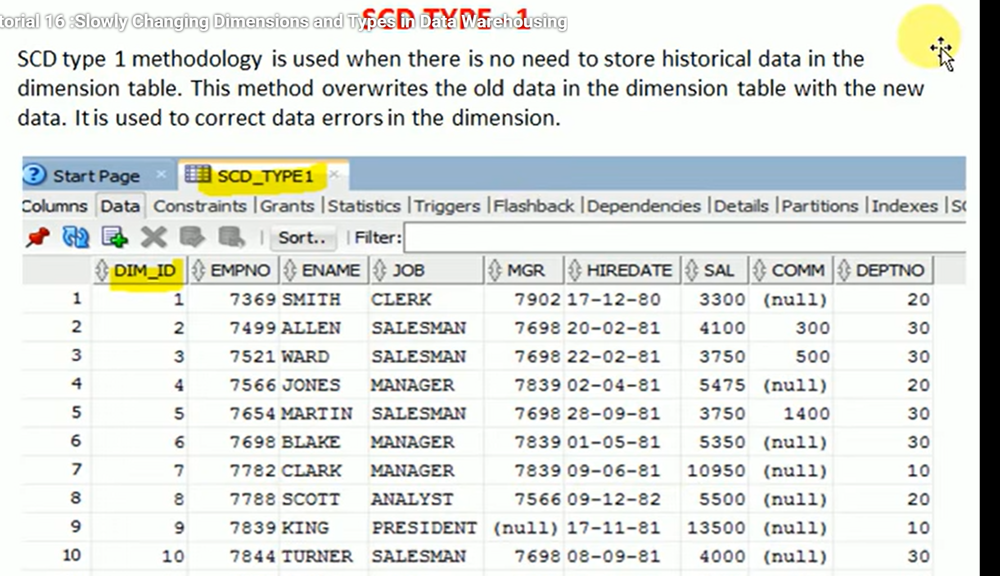 SCD TYPE - 1
torial 16 :Slowly Changing Dimensions and Types in Data Warehousing
SCD type 1 methodology is used when there is no need to store historical data in the
dimension table. This method overwrites the old data in the dimension table with the new
data. It is used to correct data errors in the dimension.
? Start Page × SCD_TYPE1 ×
Columns Data Constraints |Grants |Statistics |Triggers |Flashback |Dependencies |Details |Partitions |Indexes |
Sort.. | Filter:
DIM_ID EMPNO ENAME JOB MGR HIREDATE SAL COMM DEPTNO
1 1 7369 SMITH CLERK 7902 17-12-80 3300 (null) 20
2 2 7499 ALLEN SALESMAN 7698 20-02-81 4100 300 30
3 3 7521 WARD SALESMAN 7698 22-02-81 3750 500 30
4 4 7566 JONES MANAGER 7839 02-04-81 5475 (null) 20
5 5 7654 MARTIN SALESMAN 7698 28-09-81 3750 1400 30
6 6 7698 BLAKE MANAGER 7839 01-05-81 5350 (null) 30
7 7 7782 CLARK MANAGER 7839 09-06-81 10950 (null) 10
8 8 7788 SCOTT ANALYST 7566 09-12-82 5500 (null) 20
9 9 7839 KING PRESIDENT (null) 17-11-81 13500 (null) 10
10 10 7844 TURNER SALESMAN 7698 08-09-81 4000 (null) 30